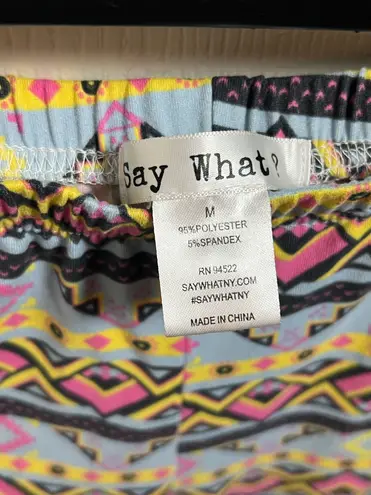 Say What?
M
95%POLYESTER
5%SPANDEX
RN 94522
SAYWHATNY.COM
#SAYWHATNY
MADE IN CHINA